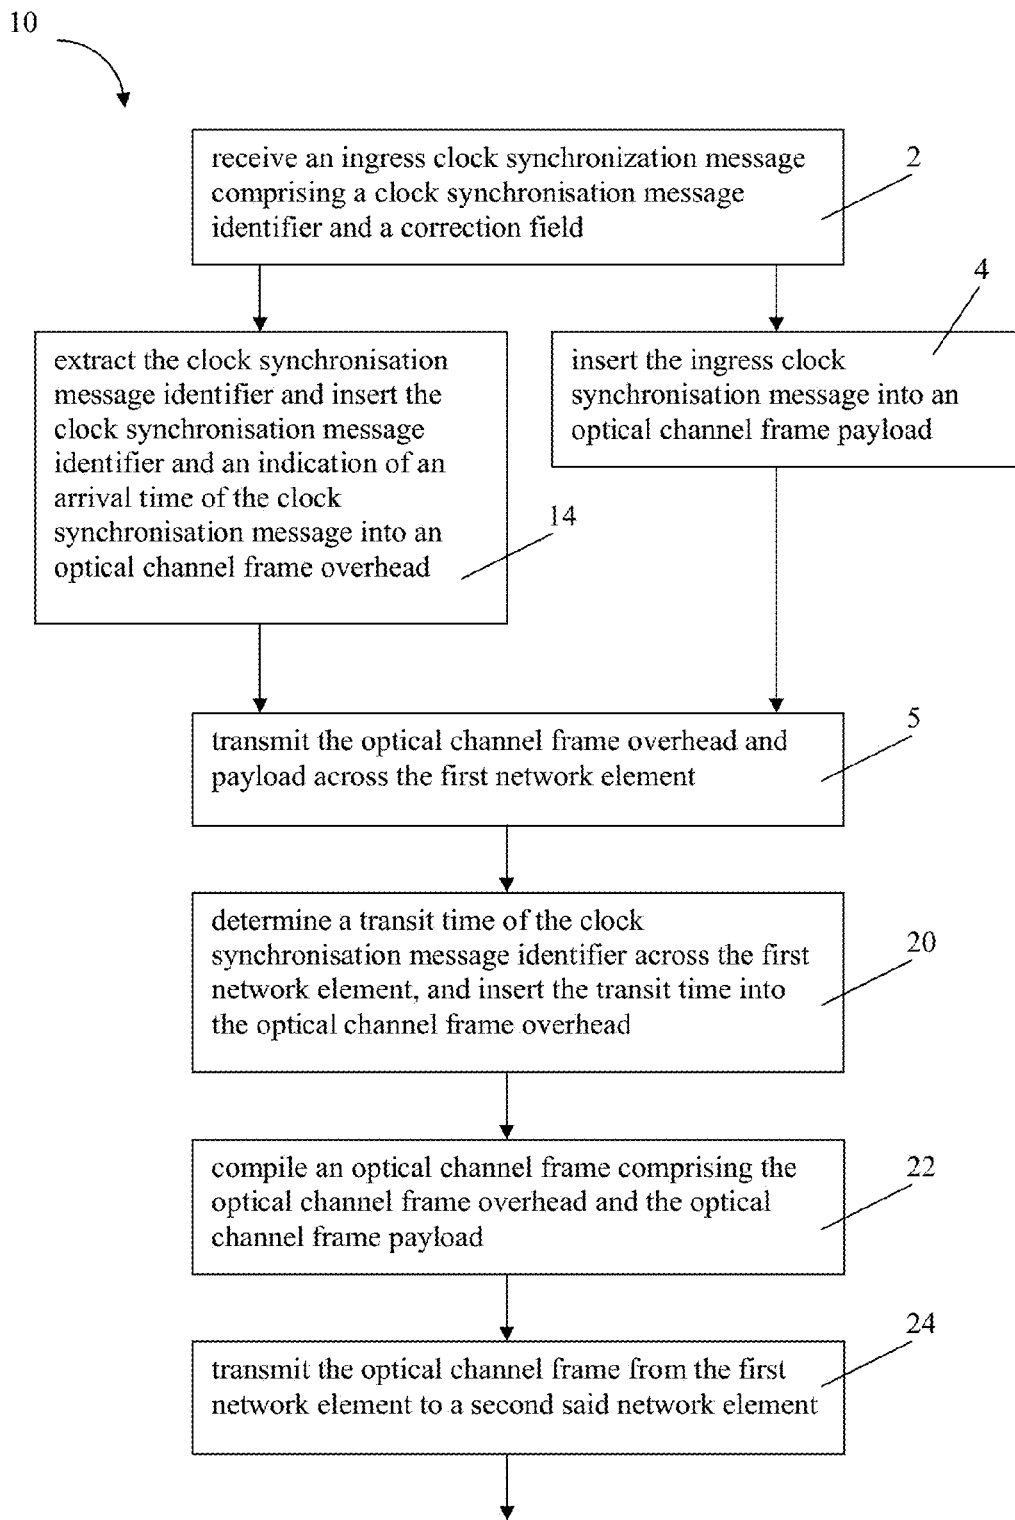 10
receive an ingress clock synchronization message
comprising a clock synchronisation message
identifier and a correction field
2
extract the clock synchronisation
message identifier and insert the
clock synchronisation message
identifier and an indication of an
arrival time of the clock
synchronisation message into an
optical channel frame overhead
14
insert the ingress clock
synchronisation message into an
optical channel frame payload
4
transmit the optical channel frame overhead and
payload across the first network element
5
determine a transit time of the clock
synchronisation message identifier across the first
network element, and insert the transit time into
the optical channel frame overhead
20
compile an optical channel frame comprising the
optical channel frame overhead and the optical
channel frame payload
22
transmit the optical channel frame from the first
network element to a second said network element
24